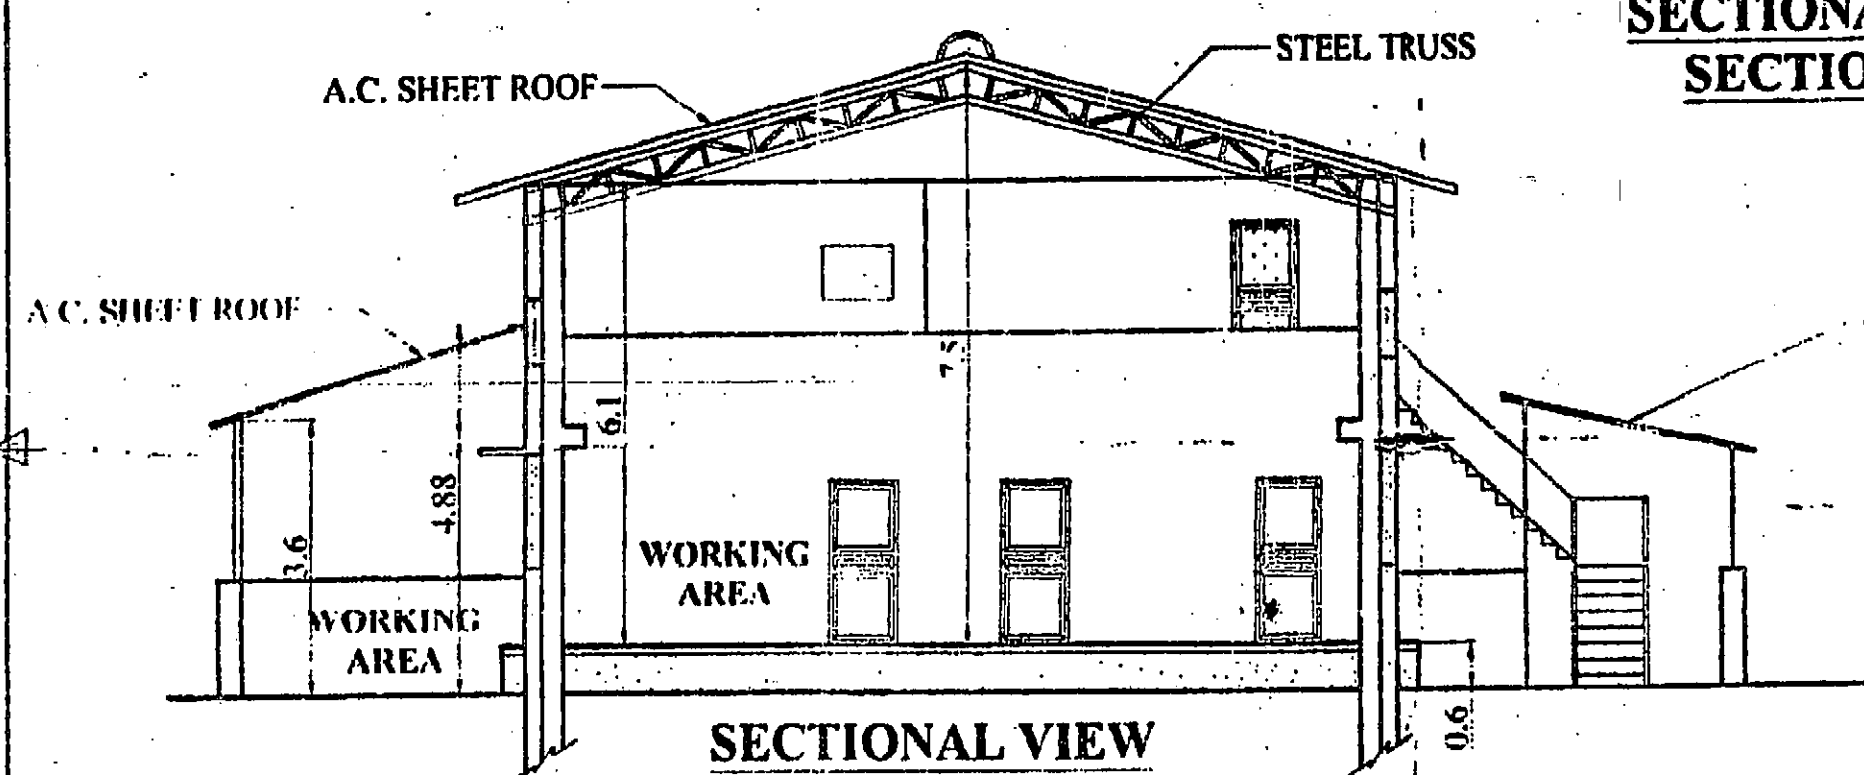 SECTIONA
SECTIO
STEEL TRUSS
A.C. SHEET ROOF
A.C. SHEET ROOF
6.1
4.88
3.6
WORKING
AREA
WORKING
AREA
0.6
SECTIONAL VIEW